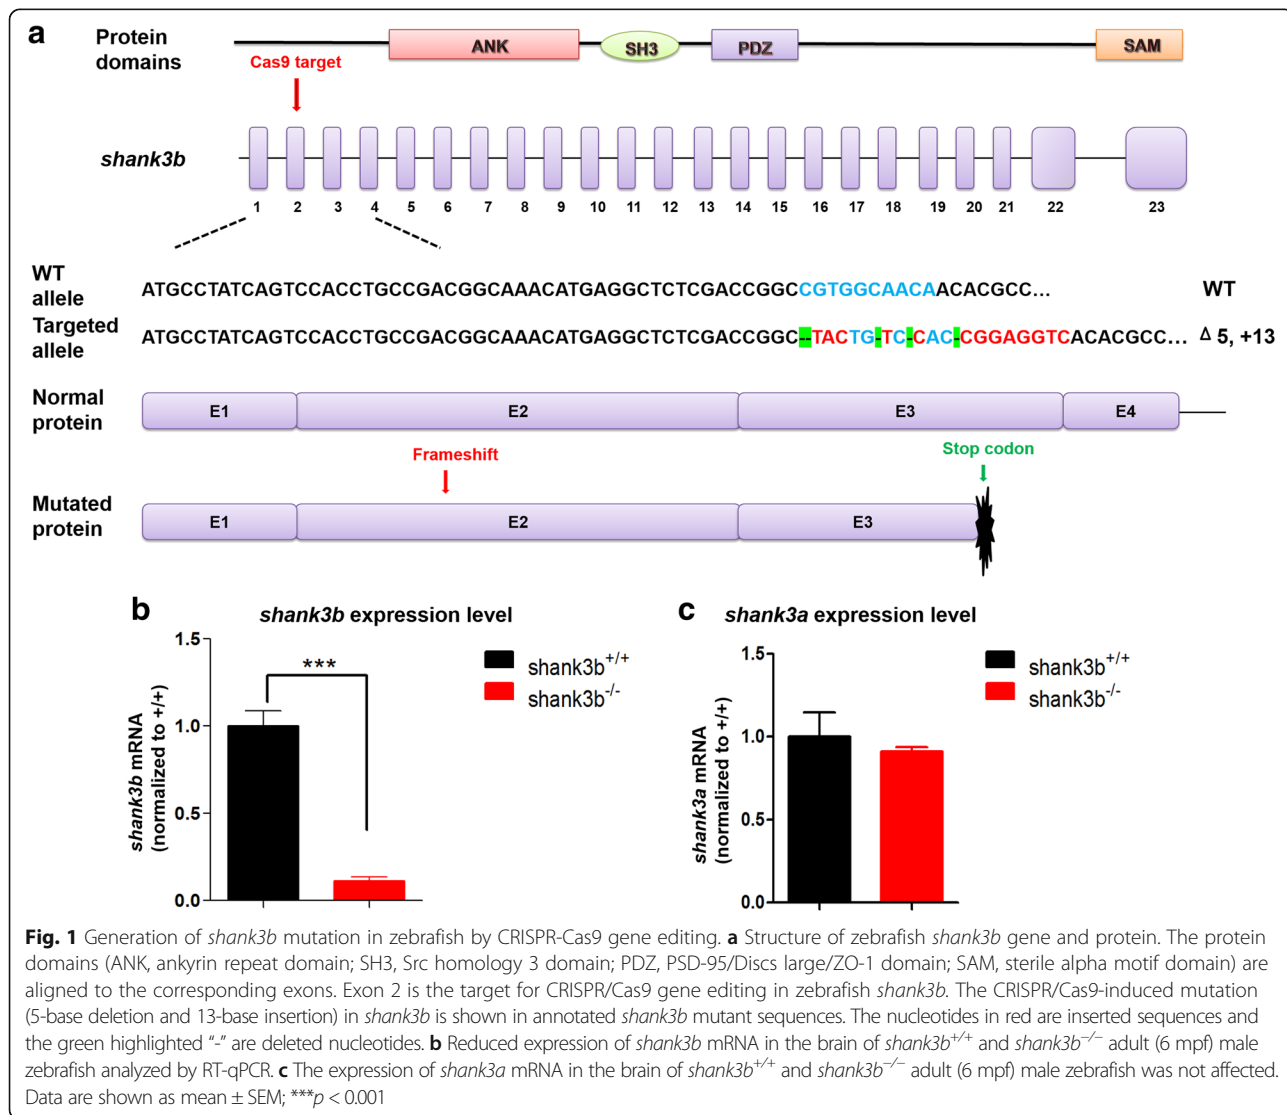 a
Protein domains
ANK
SH3
PDZ
SAM
Cas9 target
shank3b
1 2 3 4 5 6 7 8 9 10 11 12 13 14 15 16 17 18 19 20 21 22 23
WT allele
ATGCCTATCAGTCCACCTGCCGACGGCAAACATGAGGCTCTCGACCGGCCGTGGCAACAACACGCC...
WT
Targeted allele
ATGCCTATCAGTCCACCTGCCGACGGCAAACATGAGGCTCTCGACCGGC--TACTG-TC-CAC-CGGAGGTCACACGCC...
Δ 5, +13
Normal protein
E1 E2 E3 E4
Frameshift
Stop codon
Mutated protein
E1 E2 E3
b
shank3b expression level
1.5
1.0
0.5
0.0
shank3b mRNA
(normalized to +/+)
***
shank3b+/+
shank3b-/-
c
shank3a expression level
1.5
1.0
0.5
0.0
shank3a mRNA
(normalized to +/+)
shank3b+/+
shank3b-/-
Fig. 1 Generation of shank3b mutation in zebrafish by CRISPR-Cas9 gene editing. a Structure of zebrafish shank3b gene and protein. The protein
domains (ANK, ankyrin repeat domain; SH3, Src homology 3 domain; PDZ, PSD-95/Discs large/ZO-1 domain; SAM, sterile alpha motif domain) are
aligned to the corresponding exons. Exon 2 is the target for CRISPR/Cas9 gene editing in zebrafish shank3b. The CRISPR/Cas9-induced mutation
(5-base deletion and 13-base insertion) in shank3b is shown in annotated shank3b mutant sequences. The nucleotides in red are inserted sequences and
the green highlighted "-" are deleted nucleotides. b Reduced expression of shank3b mRNA in the brain of shank3b+/+ and shank3b−/− adult (6 mpf) male
zebrafish analyzed by RT-qPCR. c The expression of shank3a mRNA in the brain of shank3b+/+ and shank3b−/− adult (6 mpf) male zebrafish was not affected.
Data are shown as mean ± SEM; ***p < 0.001